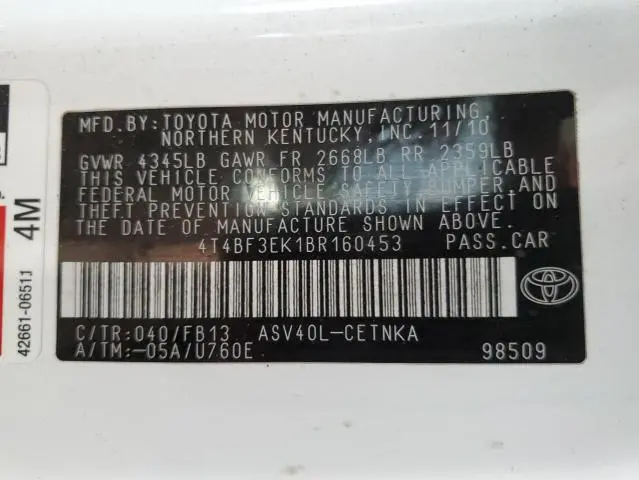 MFD.BY:TOYOTA MOTOR MANUFACTURING,
NORTHERN KENTUCKY,INC.11/10
GVWR 4345LB GAWR FR 2668LB RR 2359LB
THIS VEHICLE CONFORMS TO ALL APPLICABLE
FEDERAL MOTOR VEHICLE SAFETY, BUMPER,AND
THEFT PREVENTION STANDARDS IN EFFECT ON
THE DATE OF MANUFACTURE SHOWN ABOVE.
4T4BF3EK1BR160453 PASS.CAR
C/TR:040/FB13 ASV40L-CETNKA
A/TM:-05A/U760E 98509
4M
42661-06511